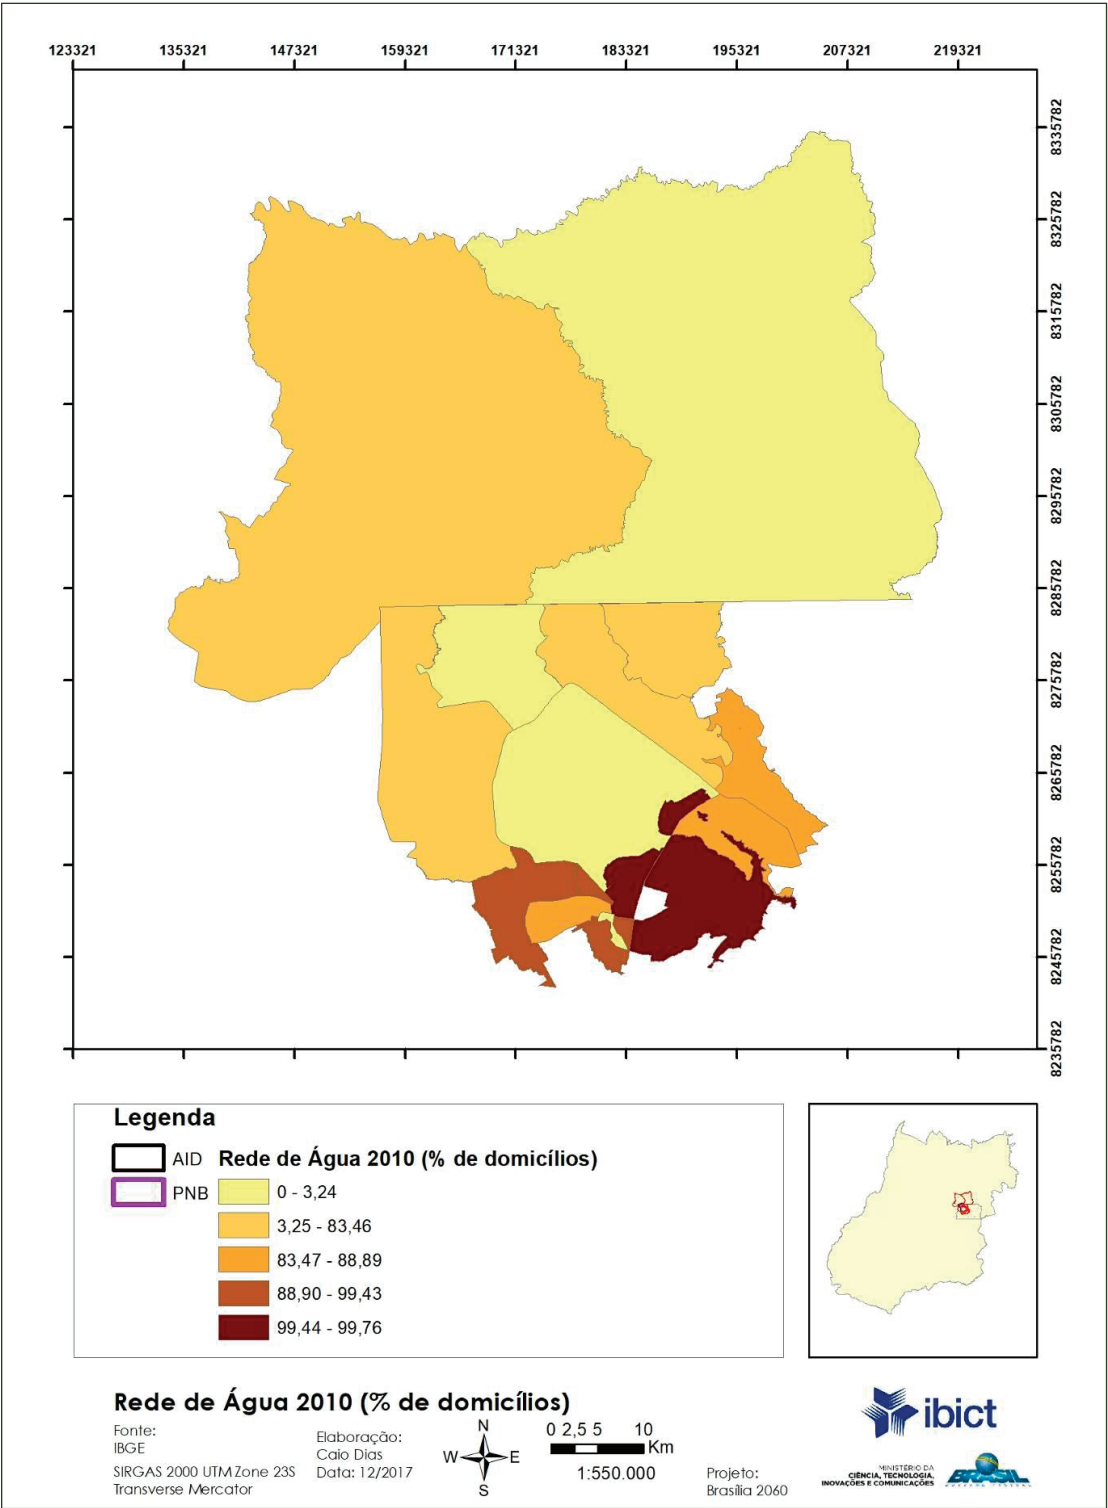 123321 135321 147321 159321 171321 183321 195321 207321 219321
8335782
8325782
8315782
8305782
8295782
8285782
8275782
8265782
8255782
8245782
8235782
Legenda
AID
PNB
Rede de Água 2010 (% de domicílios)
0 - 3,24
3,25 - 83,46
83,47 - 88,89
88,90 - 99,43
99,44 - 99,76
Rede de Água 2010 (% de domicílios)
Fonte:
IBGE
SIRGAS 2000 UTM Zone 23S
Transverse Mercator
Elaboração:
Caio Dias
Data: 12/2017
N
W E
S
0 2,5 5 10
Km
1:550.000
Projeto:
Brasília 2060
ibict
MINISTÉRIO DA
CIÊNCIA, TECNOLOGIA,
INOVAÇÕES E COMUNICAÇÕES
BRASIL
GOVERNO FEDERAL